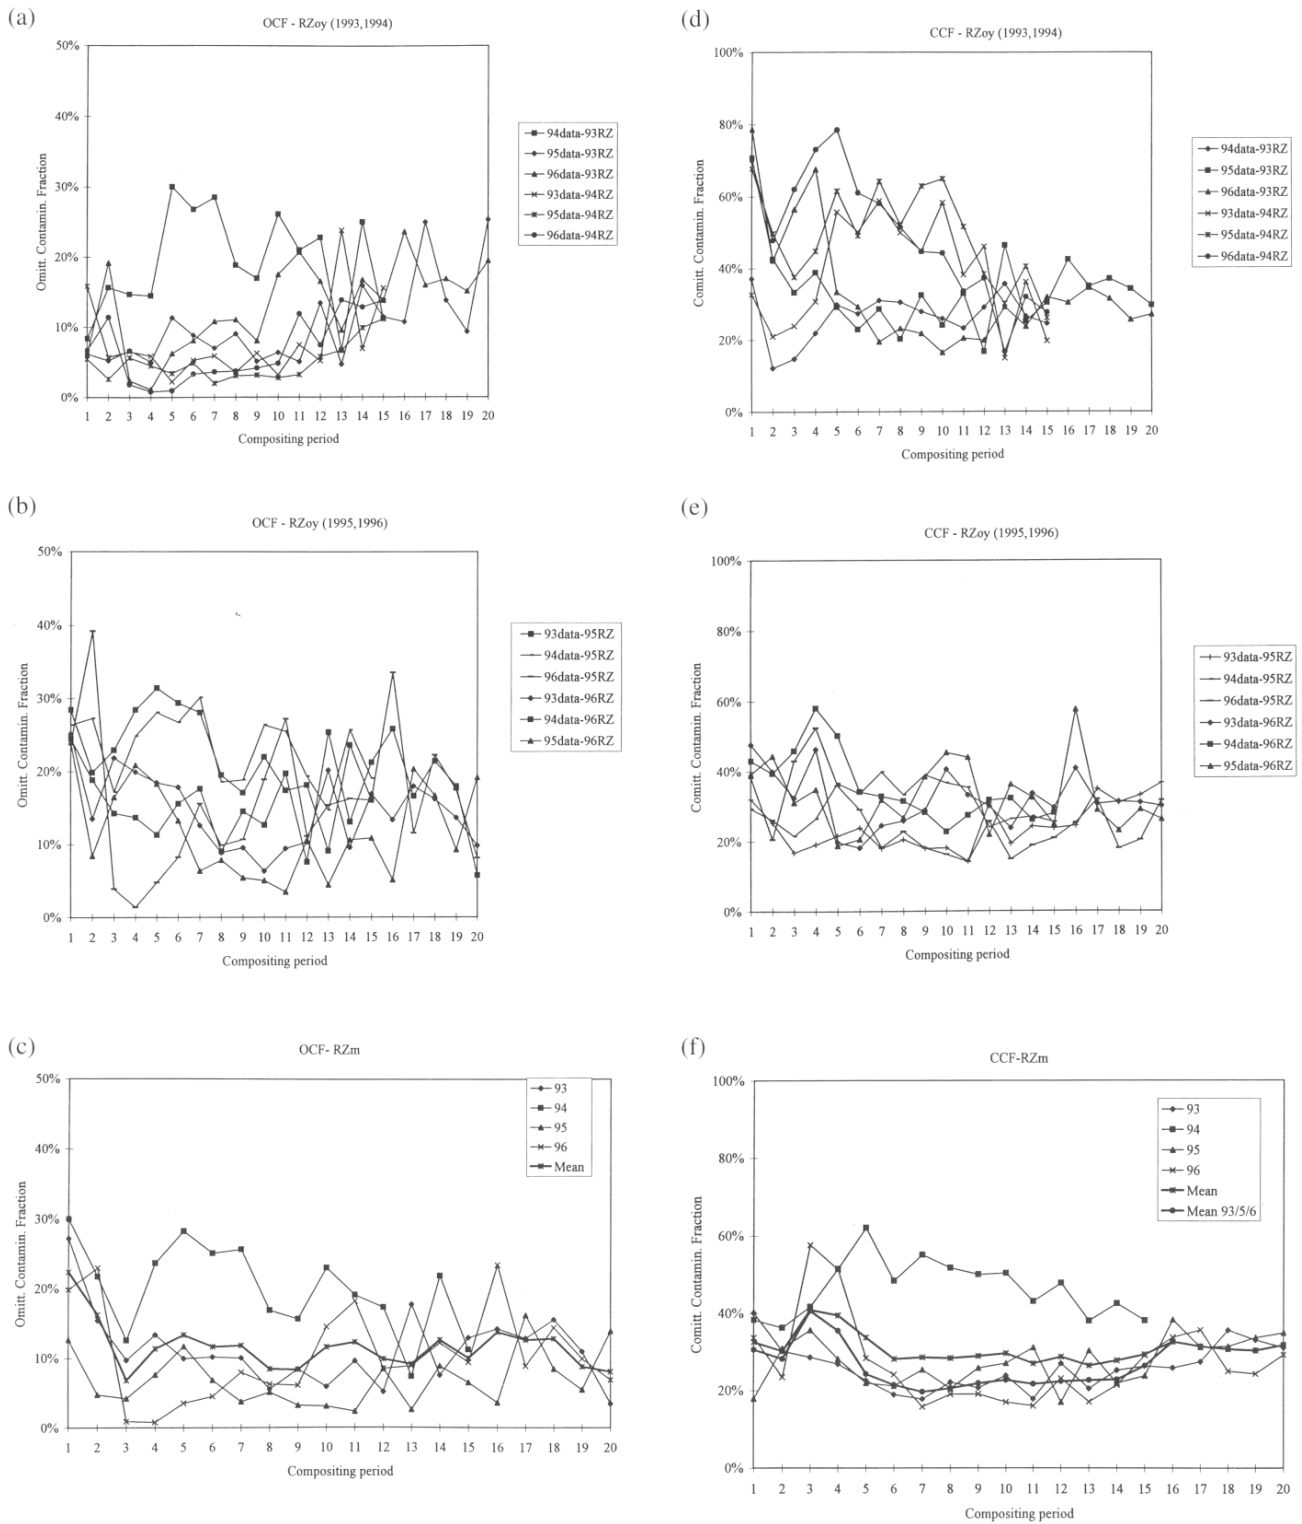 (a)
OCF - RZoy (1993,1994)
50%
40%
30%
20%
10%
0%
Omitt. Contamin. Fraction
1 2 3 4 5 6 7 8 9 10 11 12 13 14 15 16 17 18 19 20
Compositing period
94data-93RZ
95data-93RZ
96data-93RZ
93data-94RZ
95data-94RZ
96data-94RZ
(d)
CCF - RZoy (1993,1994)
100%
80%
60%
40%
20%
0%
Comitt. Contamin. Fraction
1 2 3 4 5 6 7 8 9 10 11 12 13 14 15 16 17 18 19 20
Compositing period
94data-93RZ
95data-93RZ
96data-93RZ
93data-94RZ
95data-94RZ
96data-94RZ
(b)
OCF - RZoy (1995,1996)
50%
40%
30%
20%
10%
0%
Omitt. Contamin. Fraction
1 2 3 4 5 6 7 8 9 10 11 12 13 14 15 16 17 18 19 20
Compositing period
93data-95RZ
94data-95RZ
96data-95RZ
93data-96RZ
94data-96RZ
95data-96RZ
(e)
CCF - RZoy (1995,1996)
100%
80%
60%
40%
20%
0%
Comitt. Contamin. Fraction
1 2 3 4 5 6 7 8 9 10 11 12 13 14 15 16 17 18 19 20
Compositing period
93data-95RZ
94data-95RZ
96data-95RZ
93data-96RZ
94data-96RZ
95data-96RZ
(c)
OCF- RZm
50%
40%
30%
20%
10%
0%
Omitt. Contamin. Fraction
1 2 3 4 5 6 7 8 9 10 11 12 13 14 15 16 17 18 19 20
Compositing period
93
94
95
96
Mean
(f)
CCF-RZm
100%
80%
60%
40%
20%
0%
Comitt. Contamin. Fraction
1 2 3 4 5 6 7 8 9 10 11 12 13 14 15 16 17 18 19 20
Compositing period
93
94
95
96
Mean
Mean 93/5/6